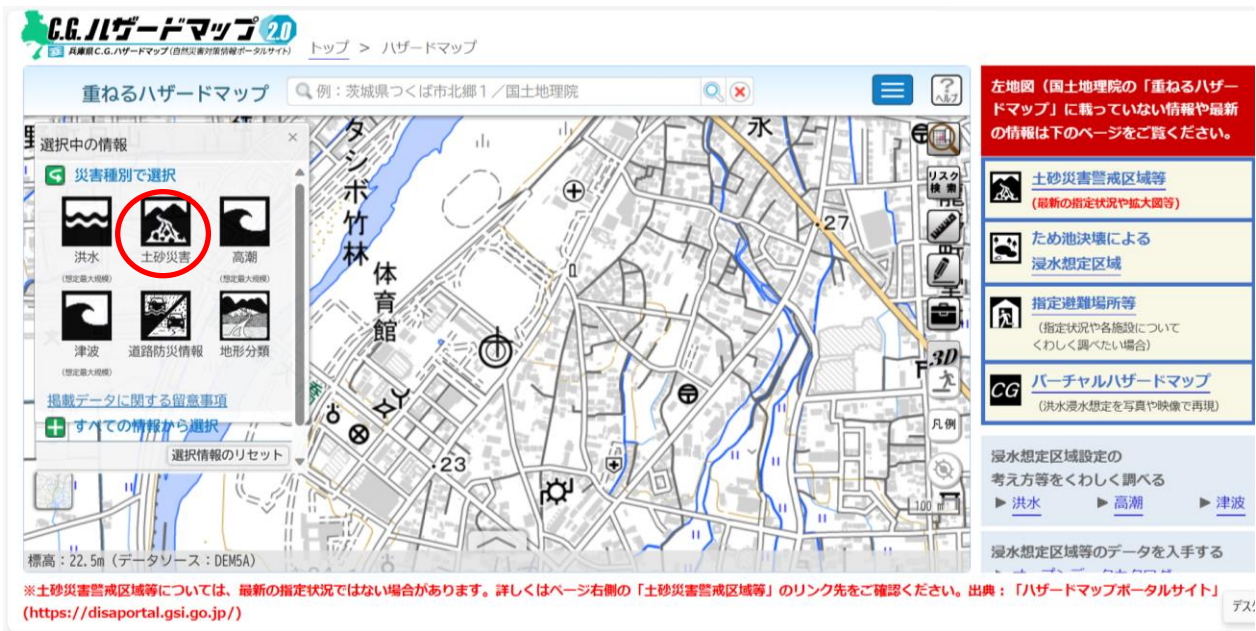 C.G.ハザードマップ2.0
兵庫県C.G.ハザードマップ(自然災害対策情報ポータルサイト)
トップ > ハザードマップ
重ねるハザードマップ
例：茨城県つくば市北郷１／国土地理院
?
ヘルプ
選択中の情報
×
災害種別で選択
洪水
(想定最大規模)
土砂災害
高潮
(想定最大規模)
津波
(想定最大規模)
道路防災情報
地形分類
掲載データに関する留意事項
すべての情報から選択
選択情報のリセット
タシボ竹林
体育館
永
27
23
リスク
検索
3D
凡例
100 m
標高：22.5m（データソース：DEM5A）
左地図（国土地理院の「重ねるハザー
ドマップ」に載っていない情報や最新
の情報は下のページをご覧ください。
土砂災害警戒区域等
(最新の指定状況や拡大図等)
ため池決壊による
浸水想定区域
指定避難場所等
（指定状況や各施設について
くわしく調べたい場合）
CG
バーチャルハザードマップ
（洪水浸水想定を写真や映像で再現）
浸水想定区域設定の
考え方等をくわしく調べる
▶ 洪水 ▶ 高潮 ▶ 津波
浸水想定区域等のデータを入手する
※土砂災害警戒区域等については、最新の指定状況ではない場合があります。詳しくはページ右側の「土砂災害警戒区域等」のリンク先をご確認ください。出典：「ハザードマップポータルサイト」
(https://disaportal.gsi.go.jp/)
デスク